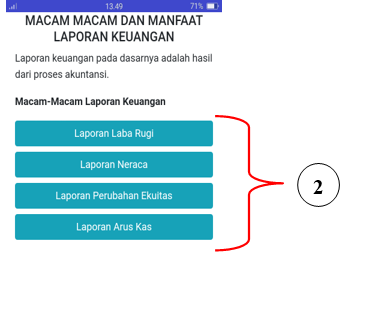 13.49
71%
MACAM MACAM DAN MANFAAT
LAPORAN KEUANGAN
Laporan keuangan pada dasarnya adalah hasil
dari proses akuntansi.
Macam-Macam Laporan Keuangan
Laporan Laba Rugi
Laporan Neraca
Laporan Perubahan Ekuitas
Laporan Arus Kas
2